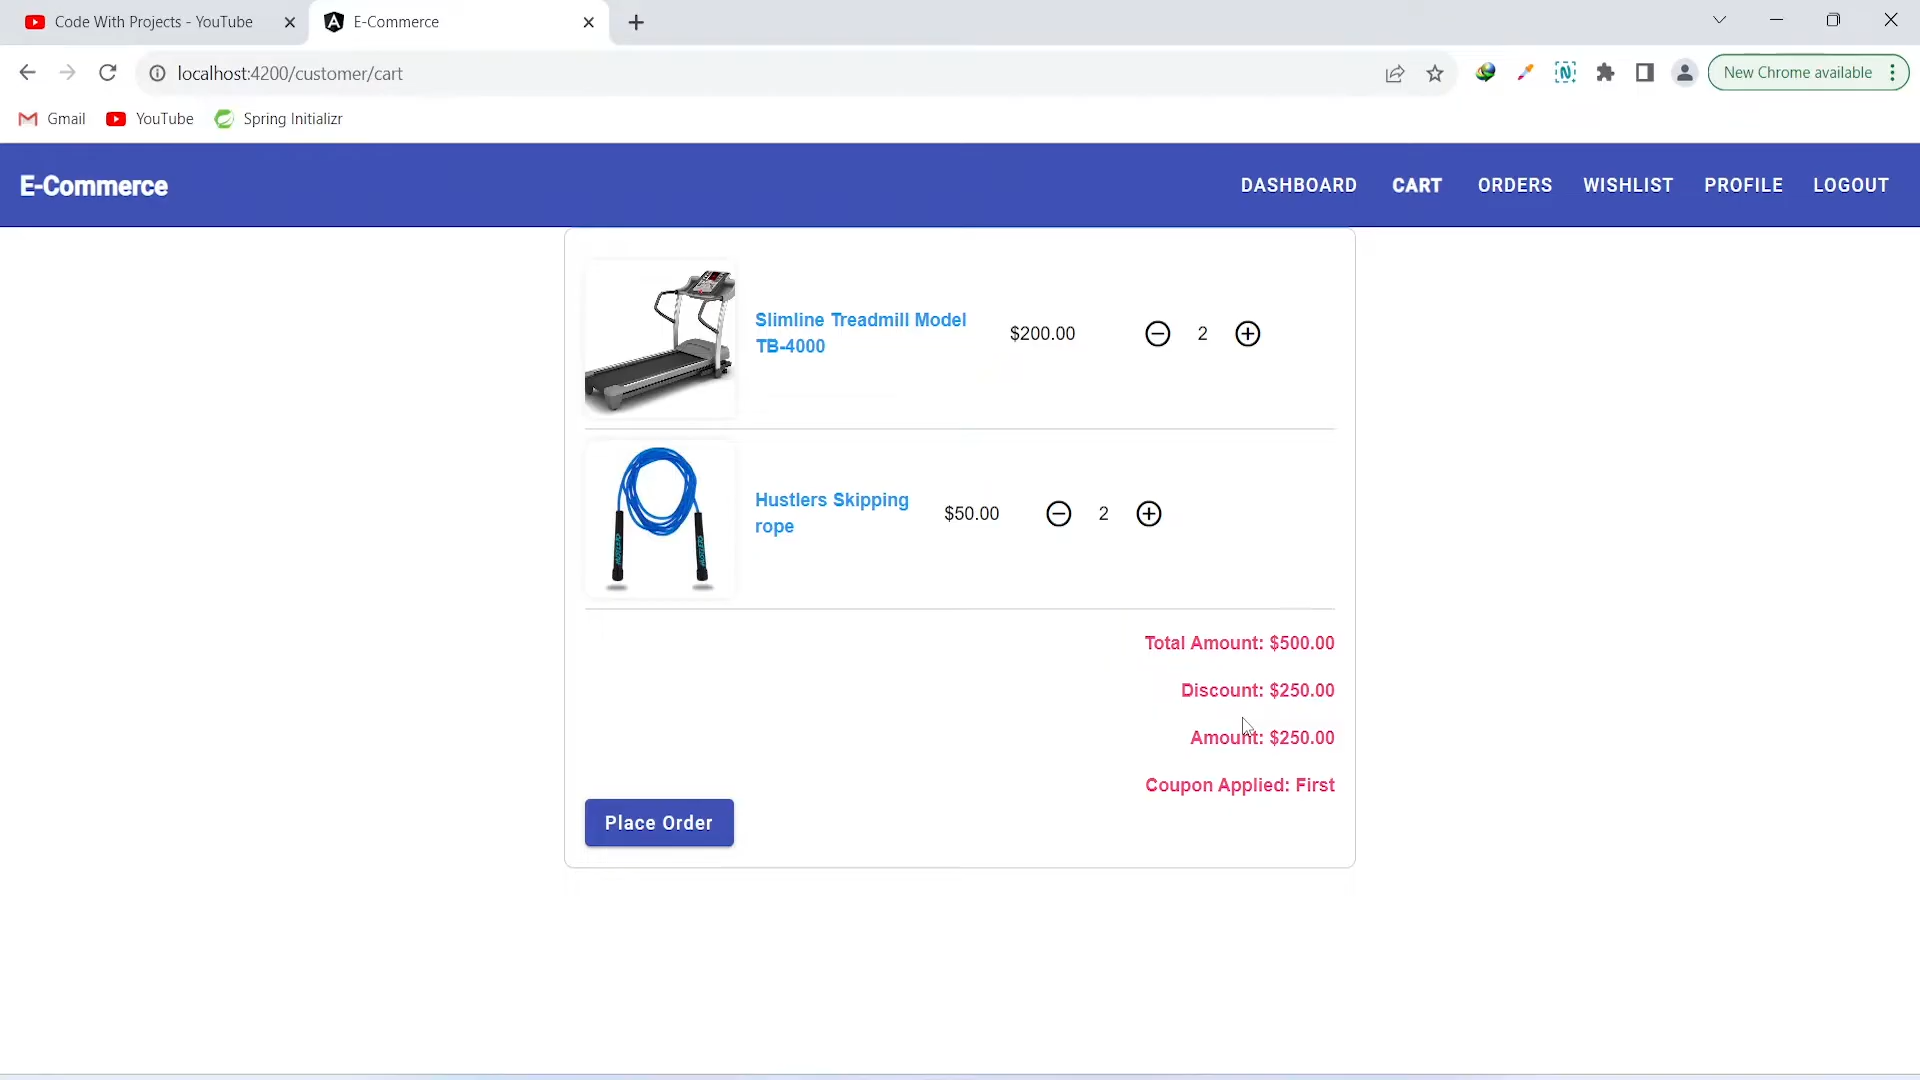 Code With Projects - YouTube
E-Commerce
localhost:4200/customer/cart
New Chrome available
Gmail
YouTube
Spring Initializr
E-Commerce
DASHBOARD
CART
ORDERS
WISHLIST
PROFILE
LOGOUT
Slimline Treadmill Model
TB-4000
$200.00
2
Hustlers Skipping
rope
$50.00
2
Total Amount: $500.00
Discount: $250.00
Amount: $250.00
Coupon Applied: First
Place Order